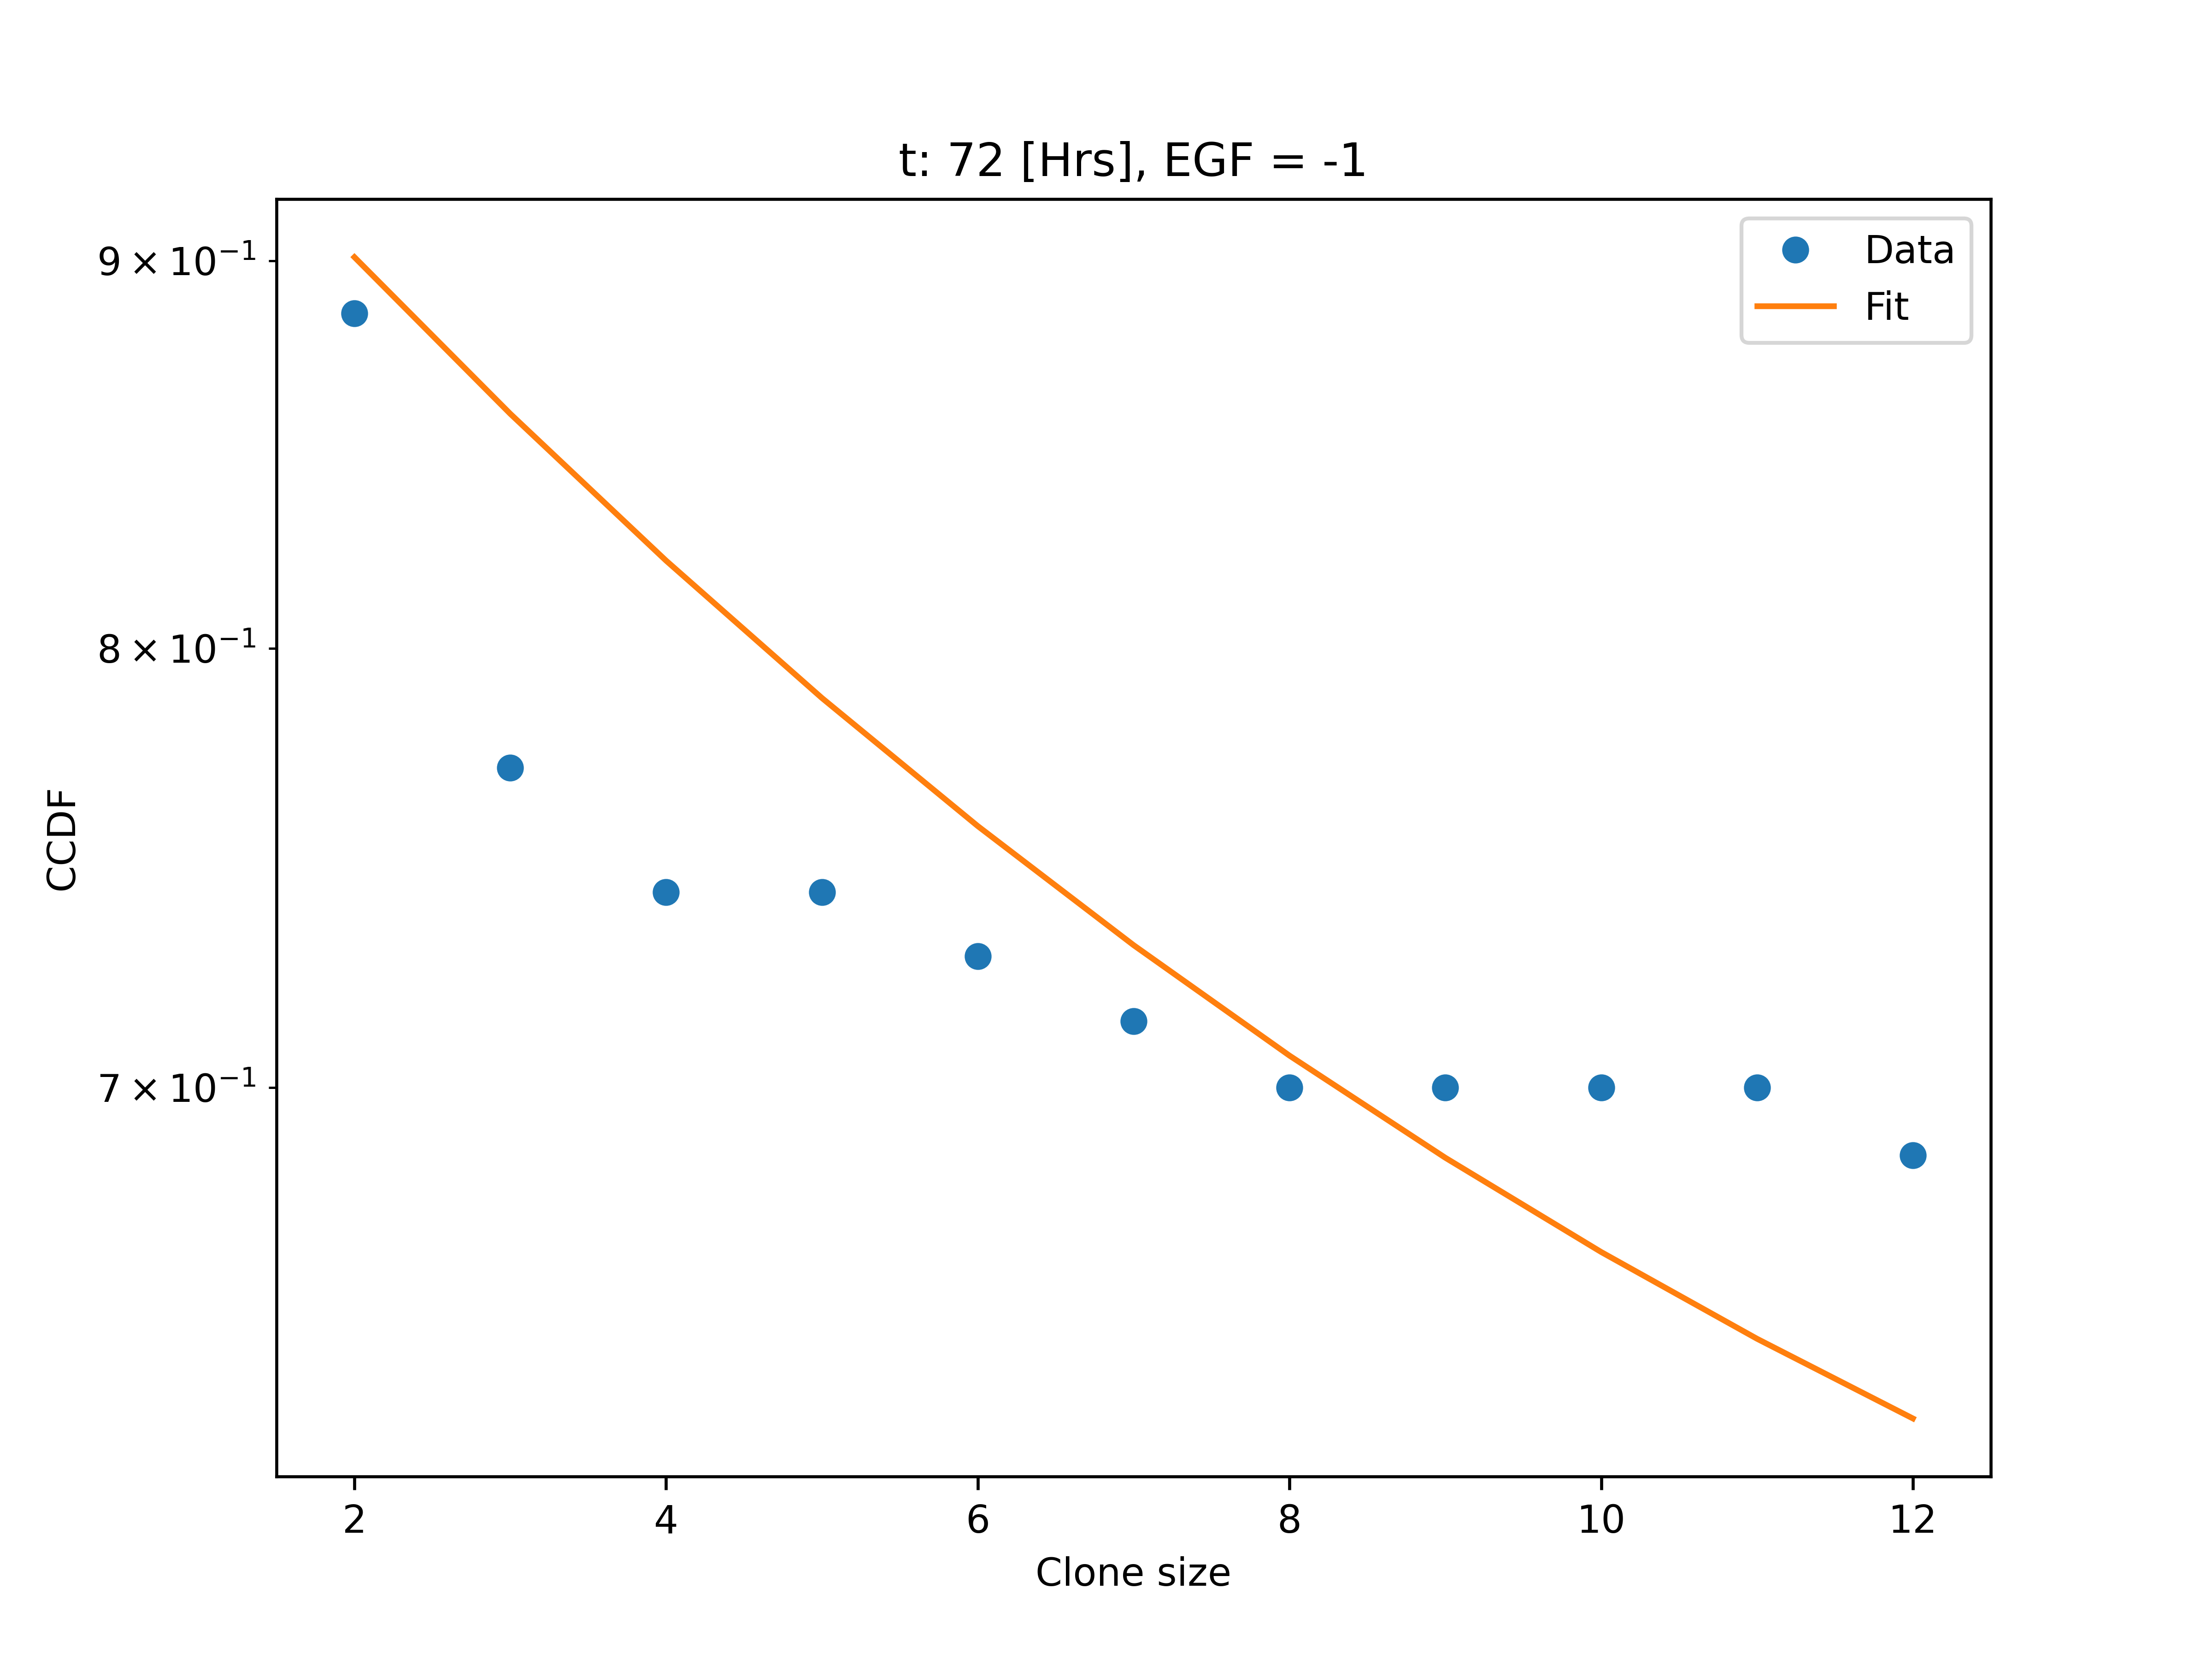 t: 72 [Hrs], EGF = -1
Data
Fit
9 × 10⁻¹
8 × 10⁻¹
7 × 10⁻¹
CCDF
2 4 6 8 10 12
Clone size